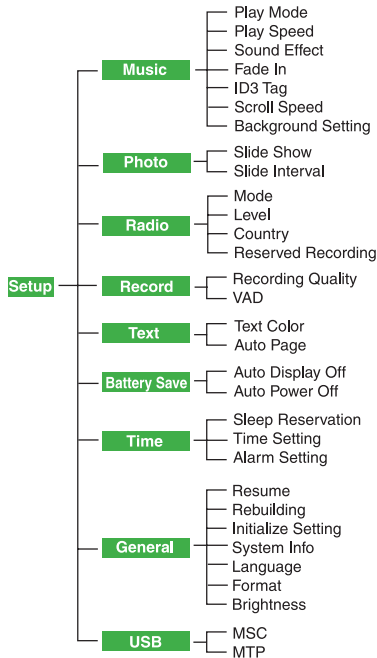 Setup
Music
Play Mode
Play Speed
Sound Effect
Fade In
ID3 Tag
Scroll Speed
Background Setting
Photo
Slide Show
Slide Interval
Radio
Mode
Level
Country
Reserved Recording
Record
Recording Quality
VAD
Text
Text Color
Auto Page
Battery Save
Auto Display Off
Auto Power Off
Time
Sleep Reservation
Time Setting
Alarm Setting
General
Resume
Rebuilding
Initialize Setting
System Info
Language
Format
Brightness
USB
MSC
MTP